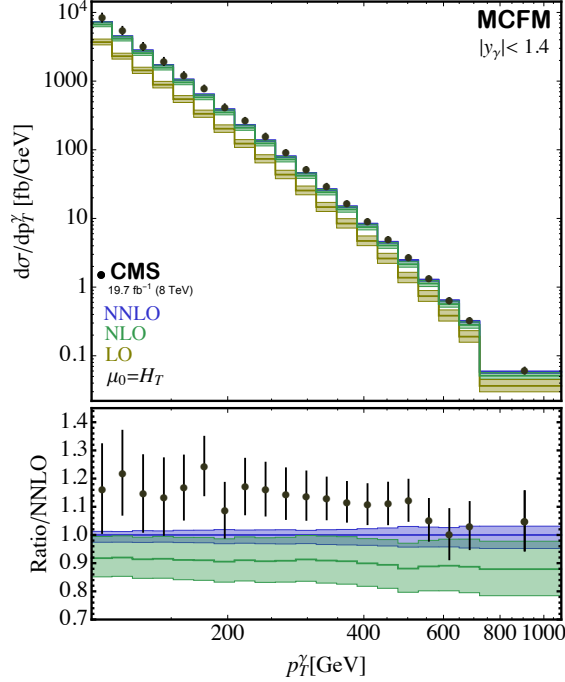 10⁴
1000
100
10
1
0.1
dσ/dp_T^γ [fb/GeV]
MCFM
|y_γ|< 1.4
● CMS
19.7 fb⁻¹ (8 TeV)
NNLO
NLO
LO
μ₀=H_T
1.4
1.3
1.2
1.1
1.0
0.9
0.8
0.7
Ratio/NNLO
200 400 600 800 1000
p_T^γ[GeV]